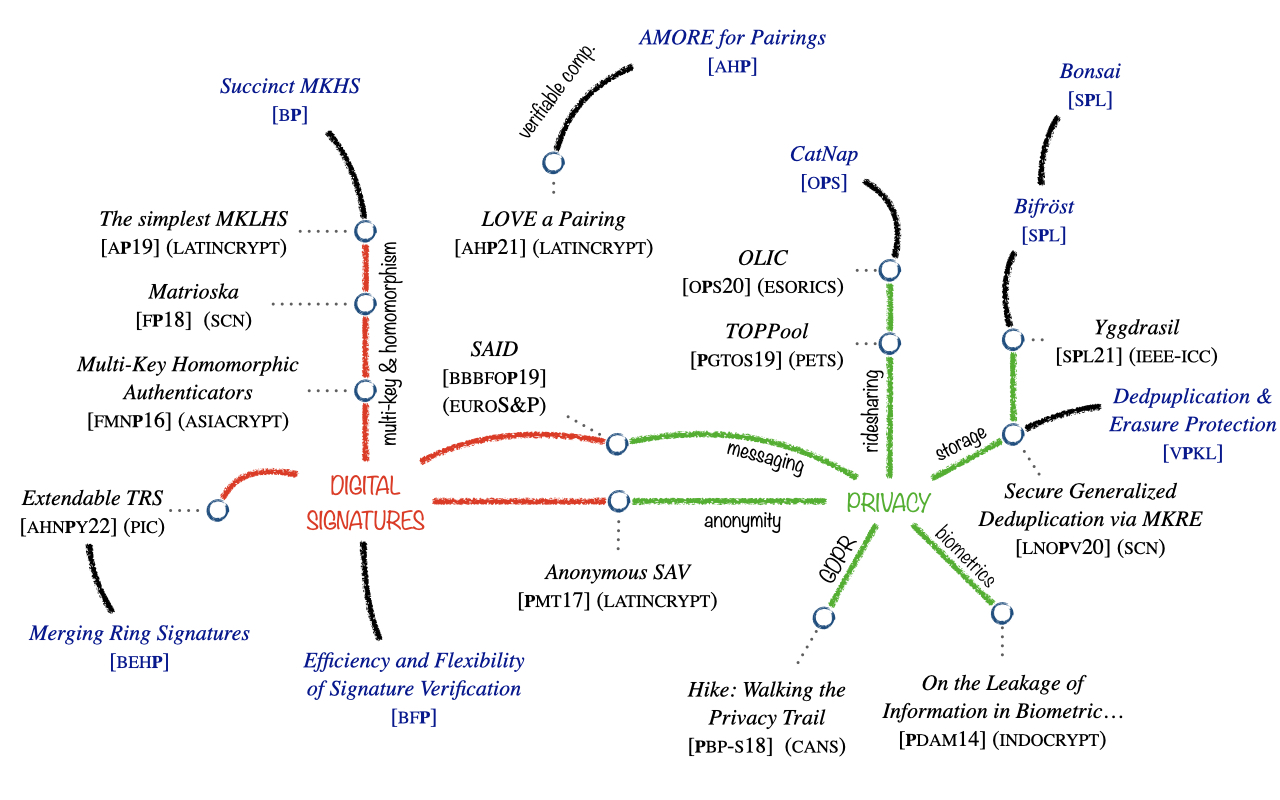 verifiable comp.
AMORE for Pairings
[AHP]
Succinct MKHS
[BP]
Bonsai
[SPL]
CatNap
[OPS]
The simplest MKLHS
[AP19] (LATINCRYPT)
LOVE a Pairing
[AHP21] (LATINCRYPT)
Bifröst
[SPL]
OLIC
[OPS20] (ESORICS)
Matrioska
[FP18] (SCN)
multi-key & homomorphism
TOPPool
[PGTOS19] (PETS)
Yggdrasil
[SPL21] (IEEE-ICC)
Multi-Key Homomorphic
Authenticators
[FMNP16] (ASIACRYPT)
SAID
[BBBFOP19]
(EUROS&P)
ridesharing
Dedpuplication &
Erasure Protection
[VPKL]
storage
messaging
Extendable TRS
[AHNPY22] (PIC)
DIGITAL
SIGNATURES
PRIVACY
anonymity
Secure Generalized
Deduplication via MKRE
[LNOPV20] (SCN)
GDPR
biometrics
Anonymous SAV
[PMT17] (LATINCRYPT)
Merging Ring Signatures
[BEHP]
Efficiency and Flexibility
of Signature Verification
[BFP]
Hike: Walking the
Privacy Trail
[PBP-S18] (CANS)
On the Leakage of
Information in Biometric…
[PDAM14] (INDOCRYPT)